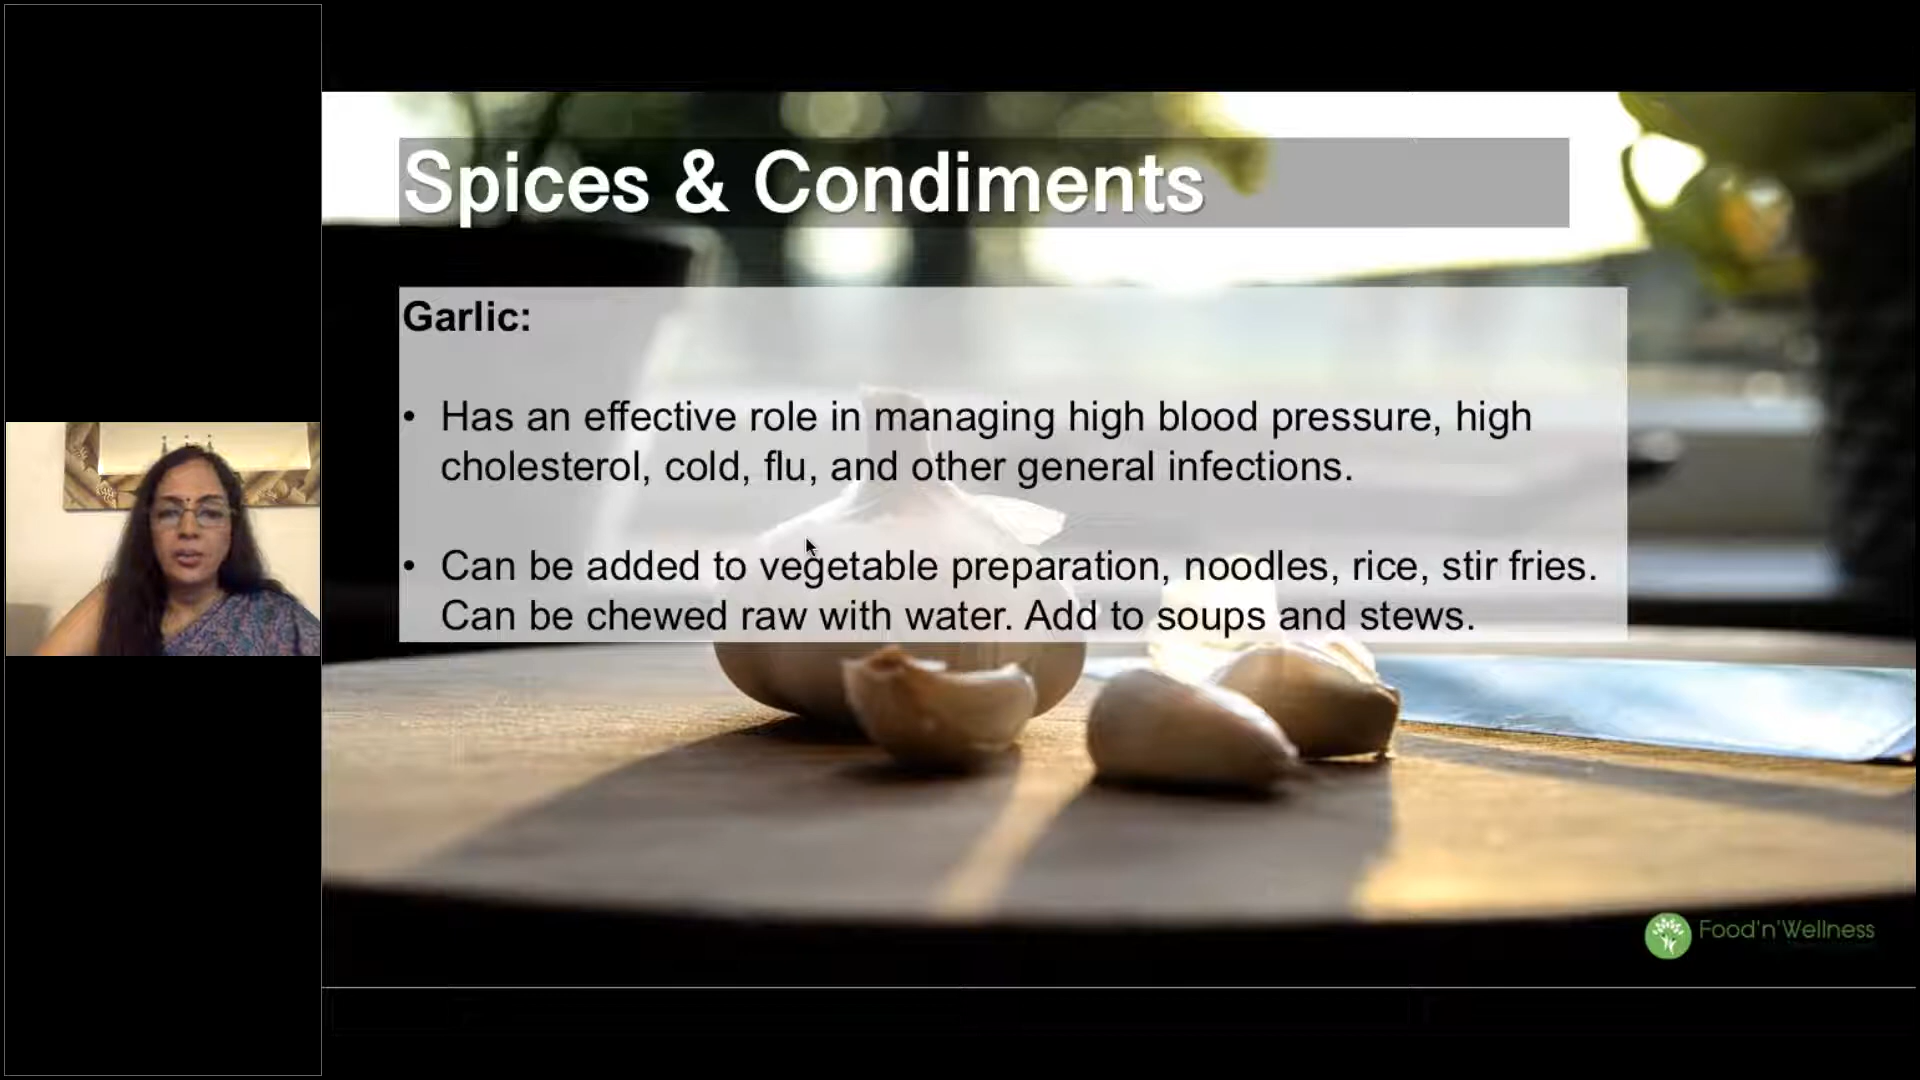 Spices & Condiments
Garlic:
• Has an effective role in managing high blood pressure, high
cholesterol, cold, flu, and other general infections.
• Can be added to vegetable preparation, noodles, rice, stir fries.
Can be chewed raw with water. Add to soups and stews.
Food'n'Wellness